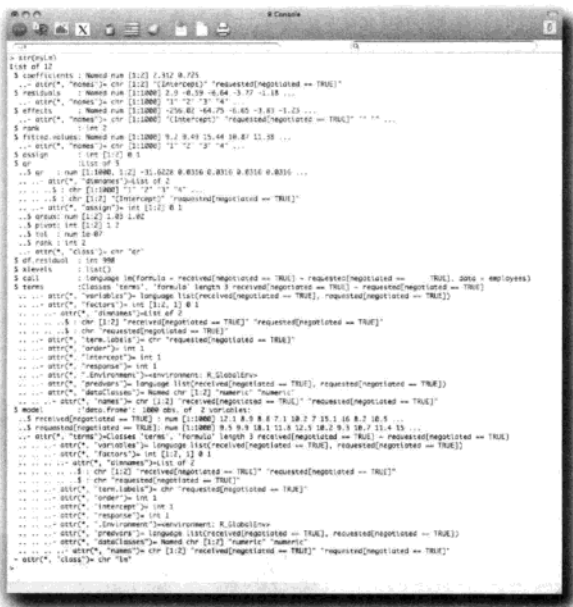 R Console
> str(myLm)
List of 12
 $ coefficients : Named num [1:2] 2.312 0.725
  ..- attr(*, "names")= chr [1:2] "(Intercept)" "requested[negotiated == TRUE]"
 $ residuals : Named num [1:1000] 2.9 -0.59 -6.64 -3.77 -1.18 ...
  ..- attr(*, "names")= chr [1:1000] "1" "2" "3" "4" ...
 $ effects : Named num [1:1000] -64.75 -6.65 -3.83 -1.23 ...
  ..- attr(*, "names")= chr [1:1000] "(Intercept)" "requested[negotiated == TRUE]" "" "" ...
 $ rank : int 2
 $ fitted.values: Named num [1:1000] 9.2 9.49 15.44 10.87 11.38 ...
  ..- attr(*, "names")= chr [1:1000] "1" "2" "3" "4" ...
 $ assign : int [1:2] 0 1
 $ qr :List of 5
  ..$ qr : num [1:1000, 1:2] -31.6228 0.0316 0.0316 0.0316 0.0316 ...
  .. ..- attr(*, "dimnames")=List of 2
  .. .. ..$ : chr [1:1000] "1" "2" "3" "4" ...
  .. .. ..$ : chr [1:2] "(Intercept)" "requested[negotiated == TRUE]"
  .. ..- attr(*, "assign")= int [1:2] 0 1
  ..$ qraux: num [1:2] 1.03 1.02
  ..$ pivot: int [1:2] 1 2
  ..$ tol : num 1e-07
  ..$ rank : int 2
  ..- attr(*, "class")= chr "qr"
 $ df.residual : int 998
 $ xlevels : list()
 $ call : language lm(formula = received[negotiated == TRUE] ~ requested[negotiated == TRUE], data = employees)
 $ terms :Classes 'terms', 'formula' length 3 received[negotiated == TRUE] ~ requested[negotiated == TRUE]
  .. ..- attr(*, "variables")= language list(received[negotiated == TRUE], requested[negotiated == TRUE])
  .. ..- attr(*, "factors")= int [1:2, 1] 0 1
  .. .. ..- attr(*, "dimnames")=List of 2
  .. .. .. ..$ : chr [1:2] "received[negotiated == TRUE]" "requested[negotiated == TRUE]"
  .. .. .. ..$ : chr "requested[negotiated == TRUE]"
  .. ..- attr(*, "term.labels")= chr "requested[negotiated == TRUE]"
  .. ..- attr(*, "order")= int 1
  .. ..- attr(*, "intercept")= int 1
  .. ..- attr(*, "response")= int 1
  .. ..- attr(*, ".Environment")=<environment: R_GlobalEnv>
  .. ..- attr(*, "predvars")= language list(received[negotiated == TRUE], requested[negotiated == TRUE])
  .. ..- attr(*, "dataClasses")= Named chr [1:2] "numeric" "numeric"
  .. .. ..- attr(*, "names")= chr [1:2] "received[negotiated == TRUE]" "requested[negotiated == TRUE]"
 $ model :'data.frame': 1000 obs. of 2 variables:
  ..$ received[negotiated == TRUE] : num [1:1000] 12.1 8.9 8.8 7.1 10.2 7 15.1 16 8.2 10.5 ...
  ..$ requested[negotiated == TRUE]: num [1:1000] 9.5 9.9 18.1 11.8 12.5 10.2 9.3 10.7 11.4 15 ...
  ..- attr(*, "terms")=Classes 'terms', 'formula' length 3 received[negotiated == TRUE] ~ requested[negotiated == TRUE]
  .. .. ..- attr(*, "variables")= language list(received[negotiated == TRUE], requested[negotiated == TRUE])
  .. .. ..- attr(*, "factors")= int [1:2, 1] 0 1
  .. .. .. ..- attr(*, "dimnames")=List of 2
  .. .. .. .. ..$ : chr [1:2] "received[negotiated == TRUE]" "requested[negotiated == TRUE]"
  .. .. .. .. ..$ : chr "requested[negotiated == TRUE]"
  .. .. ..- attr(*, "term.labels")= chr "requested[negotiated == TRUE]"
  .. .. ..- attr(*, "order")= int 1
  .. .. ..- attr(*, "intercept")= int 1
  .. .. ..- attr(*, "response")= int 1
  .. .. ..- attr(*, ".Environment")=<environment: R_GlobalEnv>
  .. .. ..- attr(*, "predvars")= language list(received[negotiated == TRUE], requested[negotiated == TRUE])
  .. .. ..- attr(*, "dataClasses")= Named chr [1:2] "numeric" "numeric"
  .. .. .. ..- attr(*, "names")= chr [1:2] "received[negotiated == TRUE]" "requested[negotiated == TRUE]"
 - attr(*, "class")= chr "lm"
>